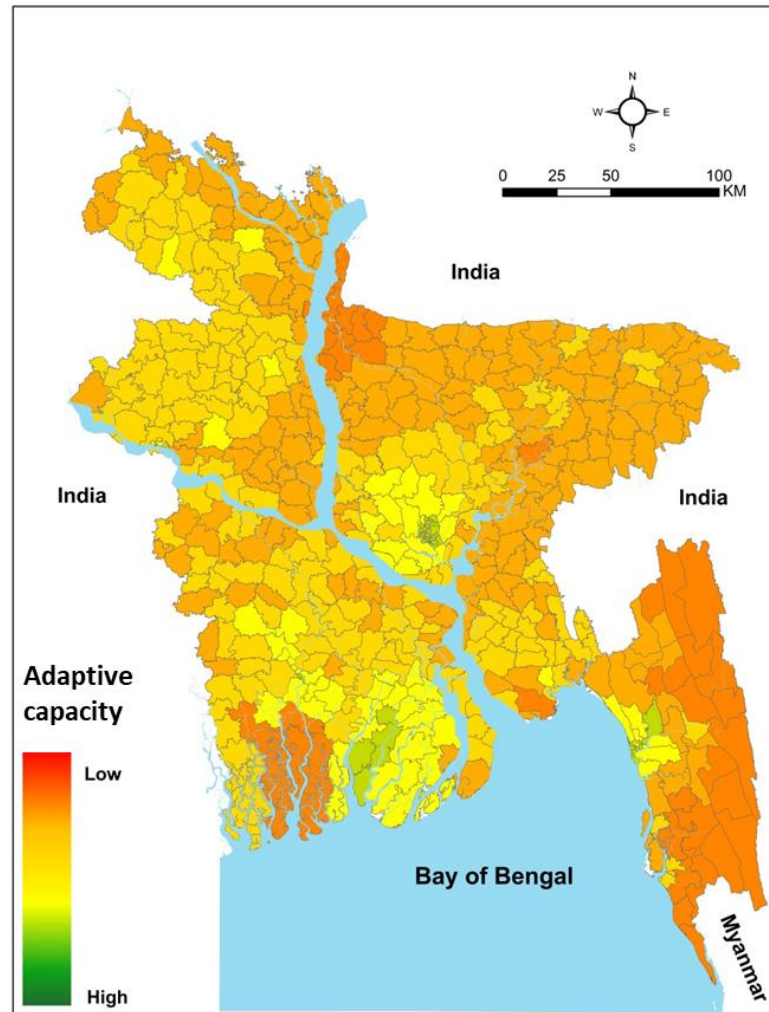 N
W E
S
0 25 50 100
KM
India
India
India
Adaptive
capacity
Low
High
Bay of Bengal
Myanmar